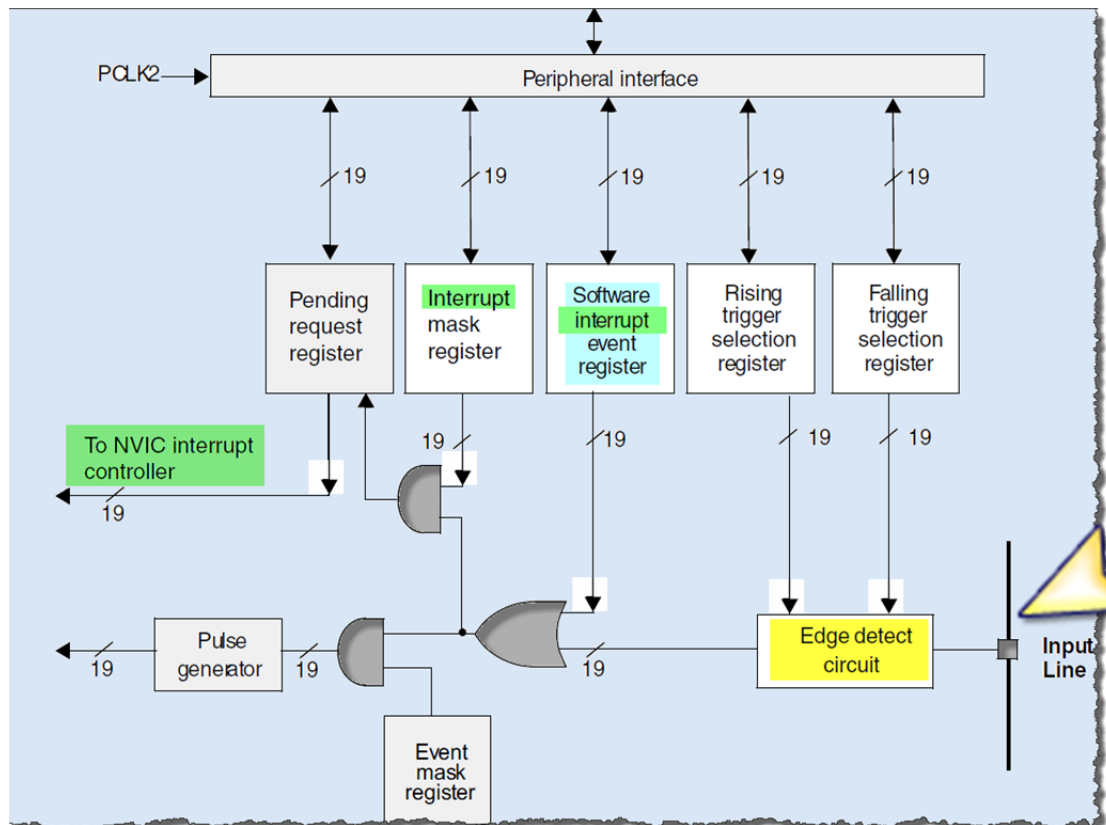 PCLK2
Peripheral interface
19
19
19
19
19
Pending
request
register
Interrupt
mask
register
Software
interrupt
event
register
Rising
trigger
selection
register
Falling
trigger
selection
register
To NVIC interrupt
controller
19
19
19
19
19
Pulse
generator
19
19
19
Edge detect
circuit
Input
Line
Event
mask
register